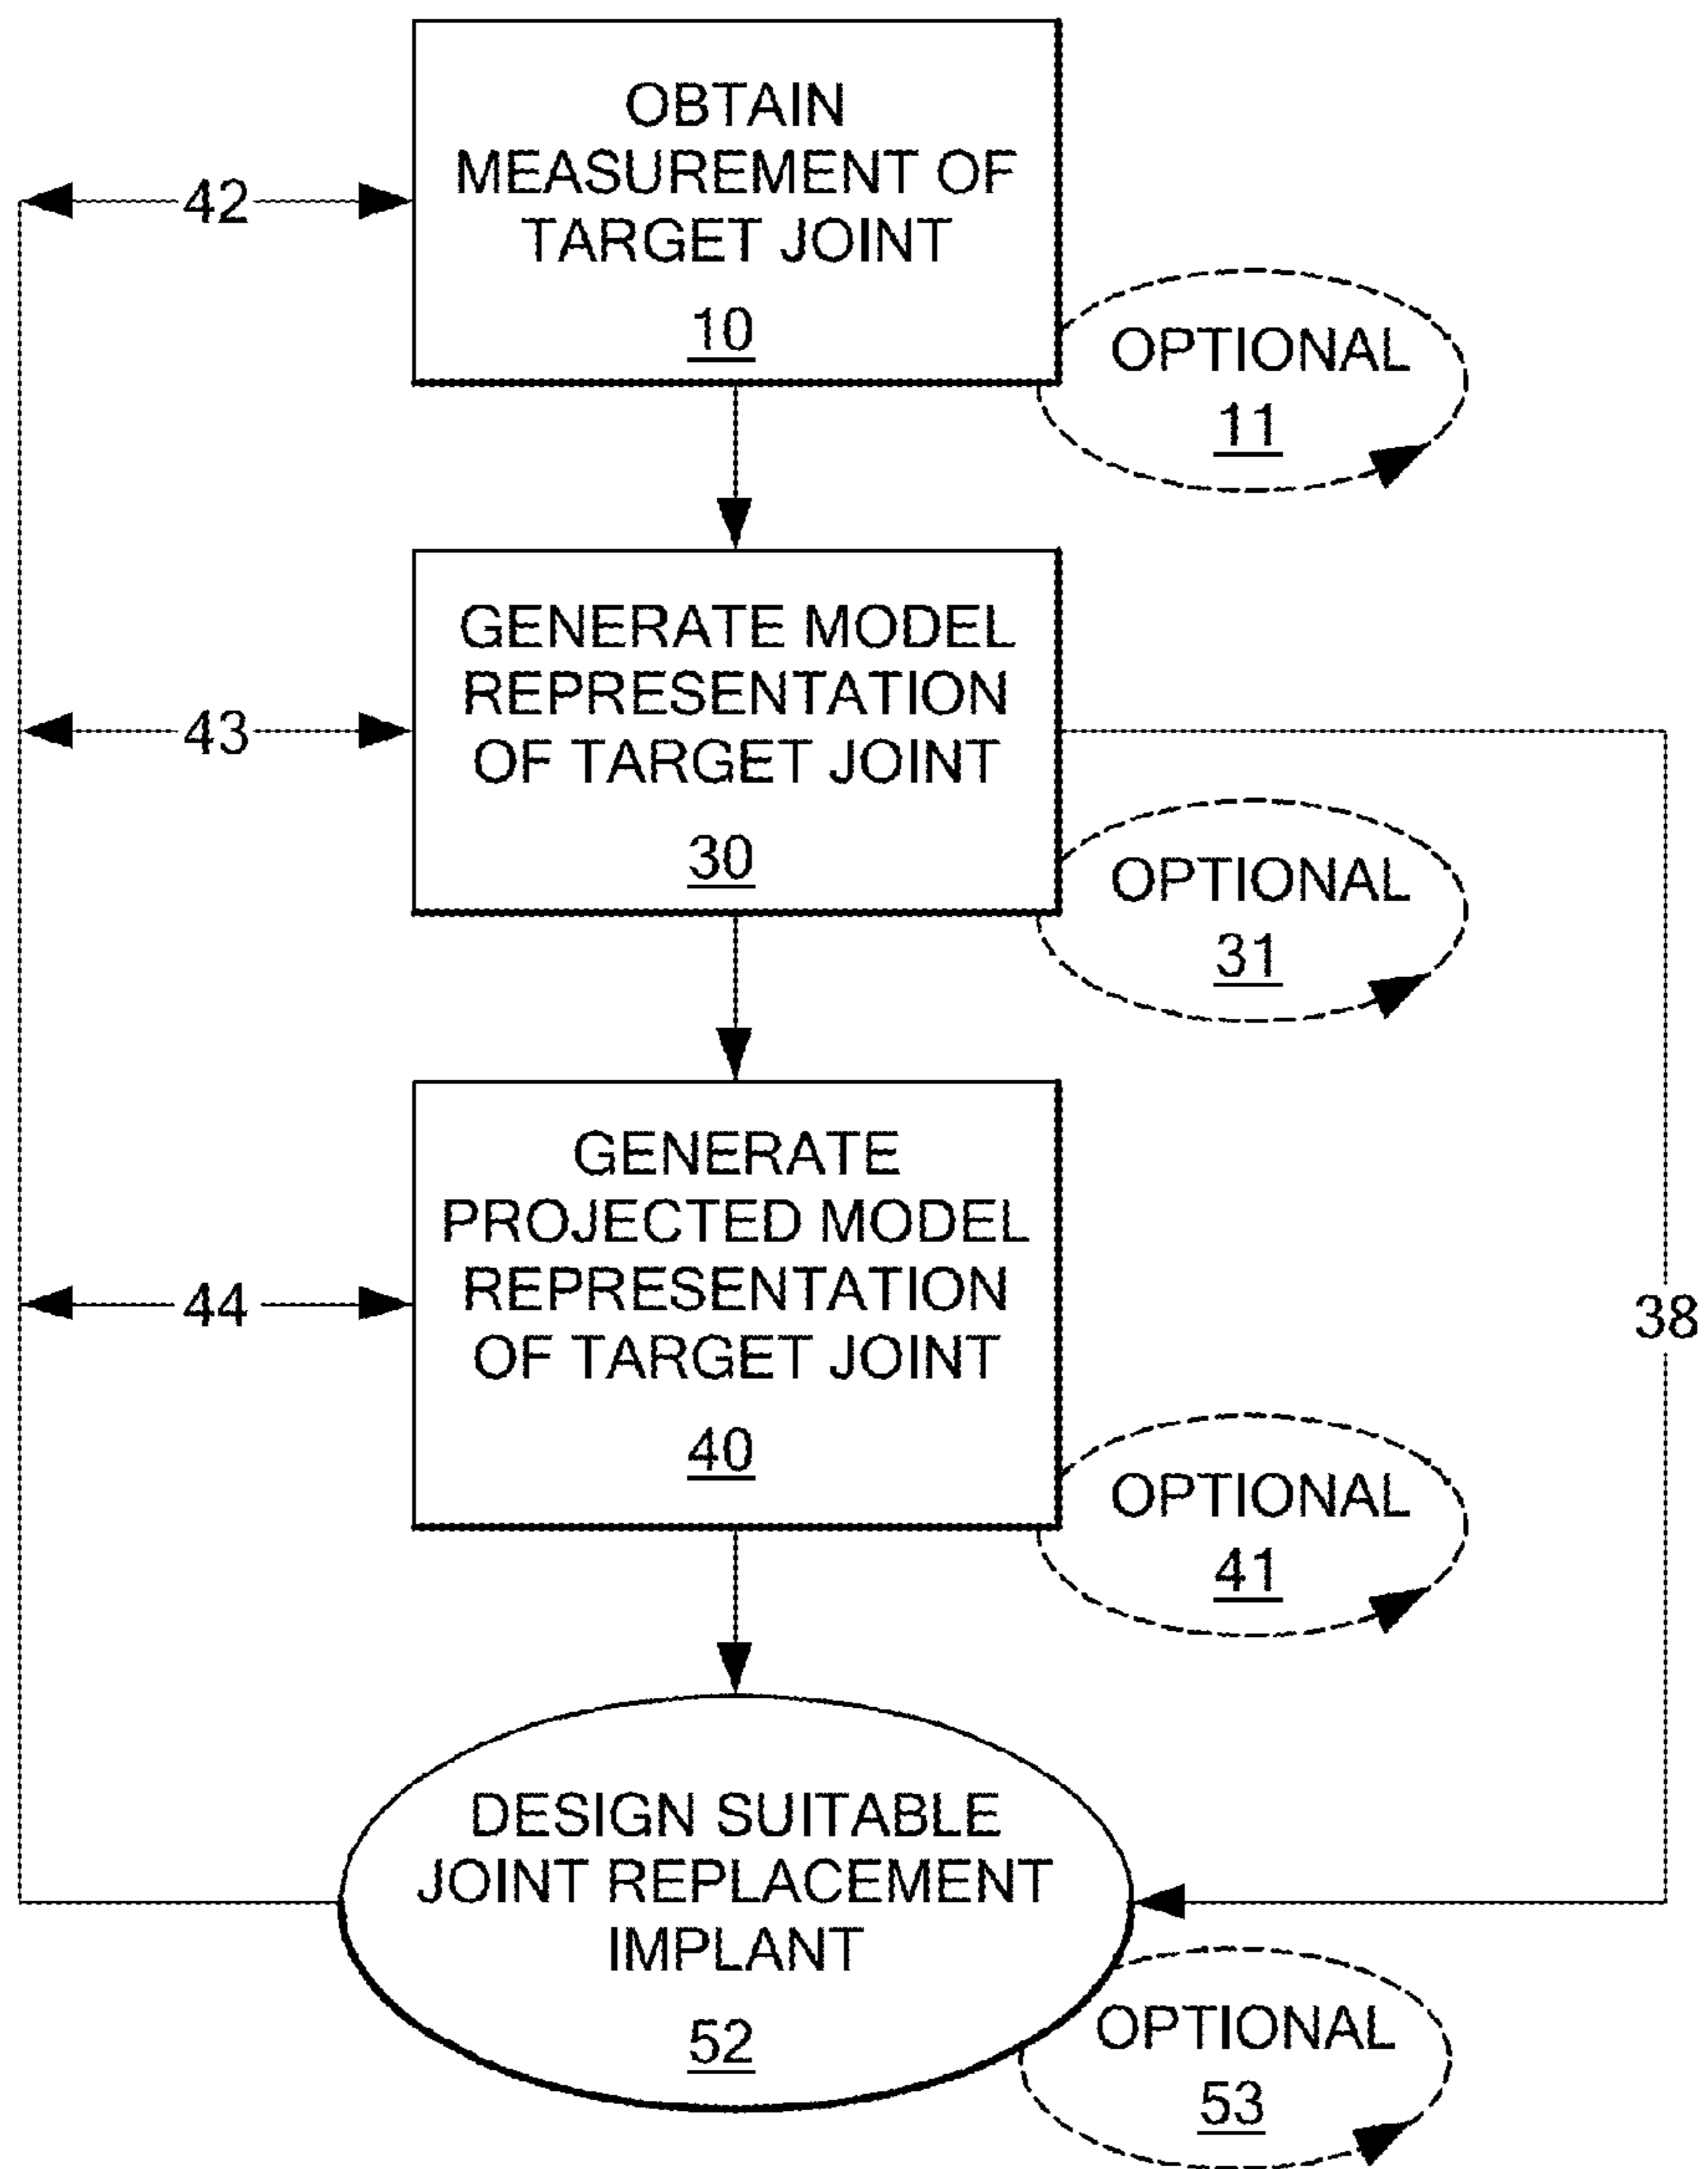 OBTAIN
MEASUREMENT OF
TARGET JOINT
10
OPTIONAL
11
42
GENERATE MODEL
REPRESENTATION
OF TARGET JOINT
30
OPTIONAL
31
43
GENERATE
PROJECTED MODEL
REPRESENTATION
OF TARGET JOINT
40
OPTIONAL
41
44
38
DESIGN SUITABLE
JOINT REPLACEMENT
IMPLANT
52
OPTIONAL
53